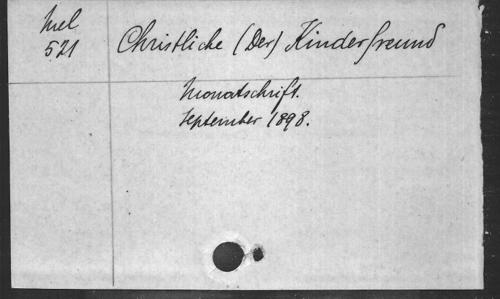 Mel
521
Christliche (Der) Kinderfreund
Monatschrift.
September 1898.